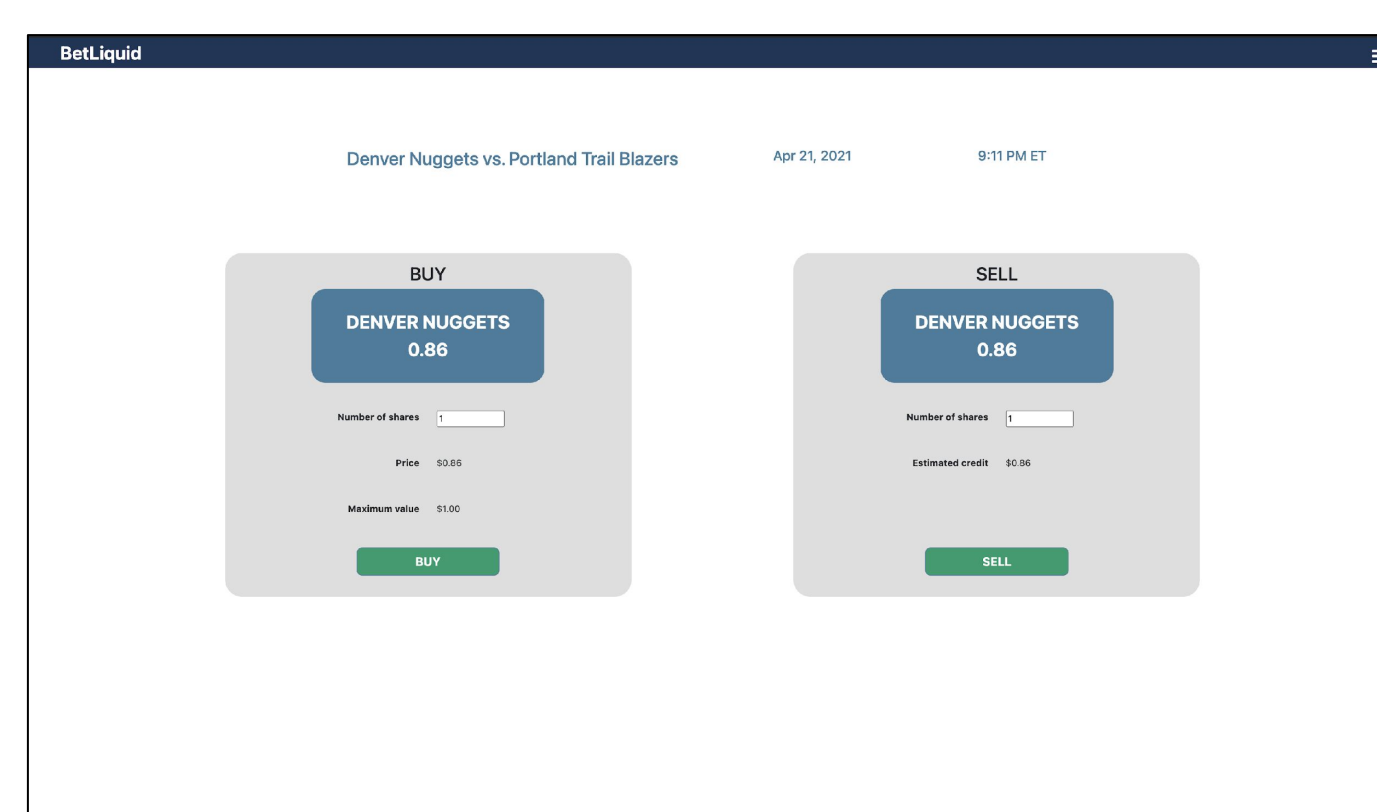 BetLiquid
Denver Nuggets vs. Portland Trail Blazers
Apr 21, 2021
9:11 PM ET
BUY
DENVER NUGGETS
0.86
Number of shares 1
Price $0.86
Maximum value $1.00
BUY
SELL
DENVER NUGGETS
0.86
Number of shares 1
Estimated credit $0.86
SELL